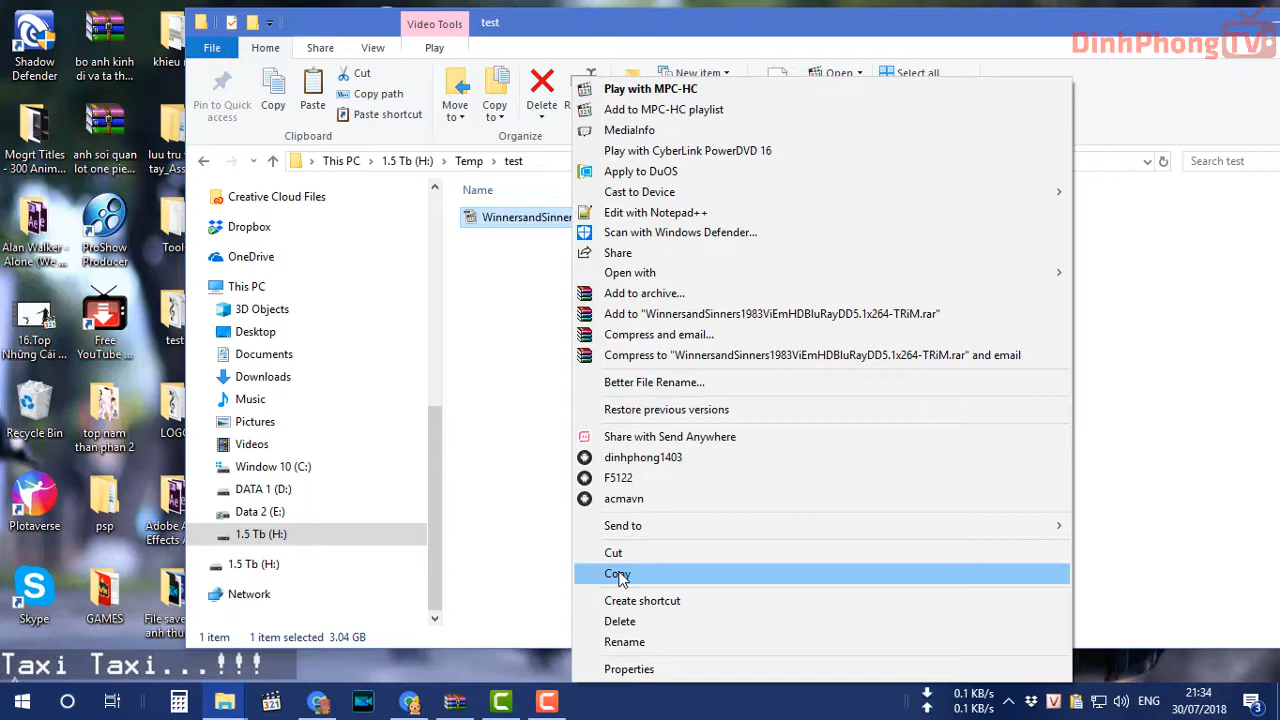 Video Tools
test
File
Home
Share
View
Play
DinhPhongTV
Pin to Quick access
Copy
Paste
Cut
Copy path
Paste shortcut
Clipboard
Move to
Copy to
Delete
Organize
New item
Open
Select all
This PC
1.5 Tb (H:)
Temp
test
Search test
Creative Cloud Files
Dropbox
OneDrive
This PC
3D Objects
Desktop
Documents
Downloads
Music
Pictures
Videos
Window 10 (C:)
DATA 1 (D:)
Data 2 (E:)
1.5 Tb (H:)
1.5 Tb (H:)
Network
Name
WinnersandSinner
1 item
1 item selected
3.04 GB
Play with MPC-HC
Add to MPC-HC playlist
MediaInfo
Play with CyberLink PowerDVD 16
Apply to DuOS
Cast to Device
Edit with Notepad++
Scan with Windows Defender...
Share
Open with
Add to archive...
Add to "WinnersandSinners1983ViEmHDBluRayDD5.1x264-TRiM.rar"
Compress and email...
Compress to "WinnersandSinners1983ViEmHDBluRayDD5.1x264-TRiM.rar" and email
Better File Rename...
Restore previous versions
Share with Send Anywhere
dinhphong1403
F5122
acmavn
Send to
Cut
Copy
Create shortcut
Delete
Rename
Properties
Shadow Defender
bo anh kinh di va ta th...
khieu
Mogrt Titles - 300 Anim...
anh soi quan lot one pie...
luu tru
tay_Ass
Alan Walker - Alone (We ...
ProShow Producer
Tool
16.Top Những Cái ...
Free YouTube ...
test
Recycle Bin
top nam than phan 2
LOGO
Plotaverse
psp
Adobe A
Effects A
Skype
GAMES
File save
anh thu
Taxi Taxi...!!!
0.1 KB/s
0.1 KB/s
ENG
21:34
30/07/2018
3